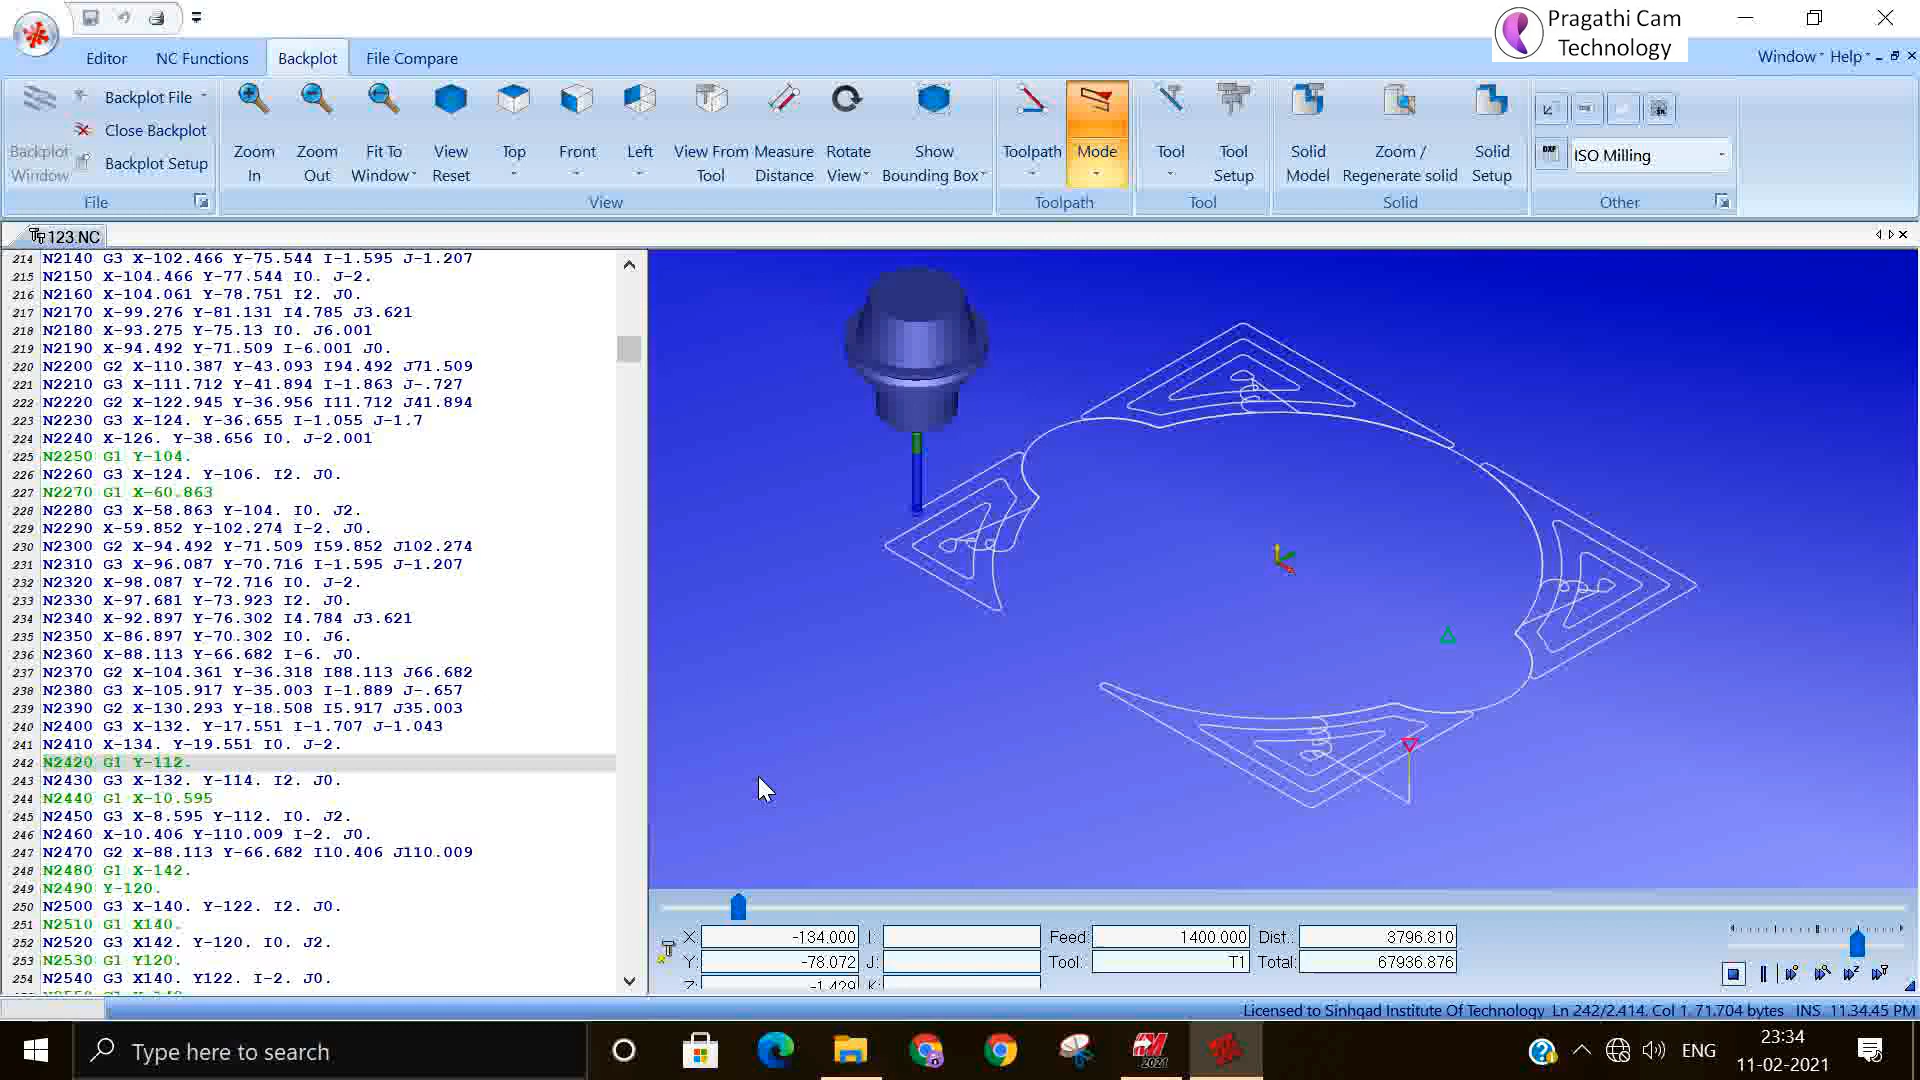 Pragathi Cam
Technology
Editor
NC Functions
Backplot
File Compare
Window
Help
Backplot
Window
Backplot File
Close Backplot
Backplot Setup
Zoom
In
Zoom
Out
Fit To
Window
View
Reset
Top
Front
Left
View From
Tool
Measure
Distance
Rotate
View
Show
Bounding Box
Toolpath
Mode
Tool
Tool
Setup
Solid
Model
Zoom /
Regenerate solid
Solid
Setup
DXF
ISO Milling
File
View
Toolpath
Tool
Solid
Other
123.NC
214 N2140 G3 X-102.466 Y-75.544 I-1.595 J-1.207
215 N2150 X-104.466 Y-77.544 I0. J-2.
216 N2160 X-104.061 Y-78.751 I2. J0.
217 N2170 X-99.276 Y-81.131 I4.785 J3.621
218 N2180 X-93.275 Y-75.13 I0. J6.001
219 N2190 X-94.492 Y-71.509 I-6.001 J0.
220 N2200 G2 X-110.387 Y-43.093 I94.492 J71.509
221 N2210 G3 X-111.712 Y-41.894 I-1.863 J-.727
222 N2220 G2 X-122.945 Y-36.956 I11.712 J41.894
223 N2230 G3 X-124. Y-36.655 I-1.055 J-1.7
224 N2240 X-126. Y-38.656 I0. J-2.001
225 N2250 G1 Y-104.
226 N2260 G3 X-124. Y-106. I2. J0.
227 N2270 G1 X-60.863
228 N2280 G3 X-58.863 Y-104. I0. J2.
229 N2290 X-59.852 Y-102.274 I-2. J0.
230 N2300 G2 X-94.492 Y-71.509 I59.852 J102.274
231 N2310 G3 X-96.087 Y-70.716 I-1.595 J-1.207
232 N2320 X-98.087 Y-72.716 I0. J-2.
233 N2330 X-97.681 Y-73.923 I2. J0.
234 N2340 X-92.897 Y-76.302 I4.784 J3.621
235 N2350 X-86.897 Y-70.302 I0. J6.
236 N2360 X-88.113 Y-66.682 I-6. J0.
237 N2370 G2 X-104.361 Y-36.318 I88.113 J66.682
238 N2380 G3 X-105.917 Y-35.003 I-1.889 J-.657
239 N2390 G2 X-130.293 Y-18.508 I5.917 J35.003
240 N2400 G3 X-132. Y-17.551 I-1.707 J-1.043
241 N2410 X-134. Y-19.551 I0. J-2.
242 N2420 G1 Y-112.
243 N2430 G3 X-132. Y-114. I2. J0.
244 N2440 G1 X-10.595
245 N2450 G3 X-8.595 Y-112. I0. J2.
246 N2460 X-10.406 Y-110.009 I-2. J0.
247 N2470 G2 X-88.113 Y-66.682 I10.406 J110.009
248 N2480 G1 X-142.
249 N2490 Y-120.
250 N2500 G3 X-140. Y-122. I2. J0.
251 N2510 G1 X140.
252 N2520 G3 X142. Y-120. I0. J2.
253 N2530 G1 Y120.
254 N2540 G3 X140. Y122. I-2. J0.
X: -134.000 I: Feed: 1400.000 Dist.: 3796.810
Y: -78.072 J: Tool: T1 Total: 67936.876
Z: -1.429 K:
Licensed to Sinhgad Institute Of Technology Ln 242/2.414. Col 1. 71.704 bytes INS 11.34.45 PM
Type here to search
2021
ENG
23:34
11-02-2021